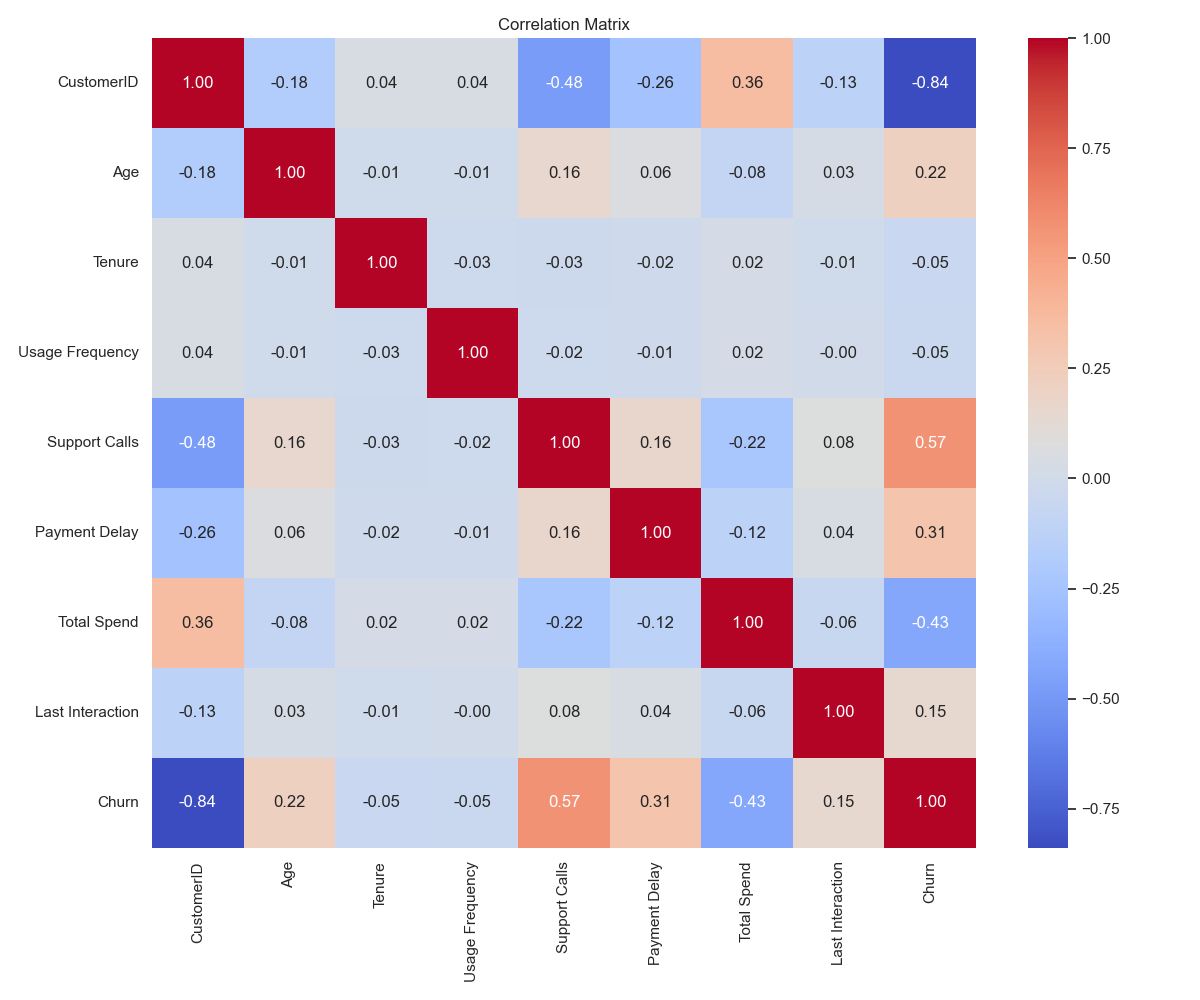 Correlation Matrix
CustomerID 1.00 -0.18 0.04 0.04 -0.48 -0.26 0.36 -0.13 -0.84
Age -0.18 1.00 -0.01 -0.01 0.16 0.06 -0.08 0.03 0.22
Tenure 0.04 -0.01 1.00 -0.03 -0.03 -0.02 0.02 -0.01 -0.05
Usage Frequency 0.04 -0.01 -0.03 1.00 -0.02 -0.01 0.02 -0.00 -0.05
Support Calls -0.48 0.16 -0.03 -0.02 1.00 0.16 -0.22 0.08 0.57
Payment Delay -0.26 0.06 -0.02 -0.01 0.16 1.00 -0.12 0.04 0.31
Total Spend 0.36 -0.08 0.02 0.02 -0.22 -0.12 1.00 -0.06 -0.43
Last Interaction -0.13 0.03 -0.01 -0.00 0.08 0.04 -0.06 1.00 0.15
Churn -0.84 0.22 -0.05 -0.05 0.57 0.31 -0.43 0.15 1.00
CustomerID
Age
Tenure
Usage Frequency
Support Calls
Payment Delay
Total Spend
Last Interaction
Churn
1.00
0.75
0.50
0.25
0.00
−0.25
−0.50
−0.75